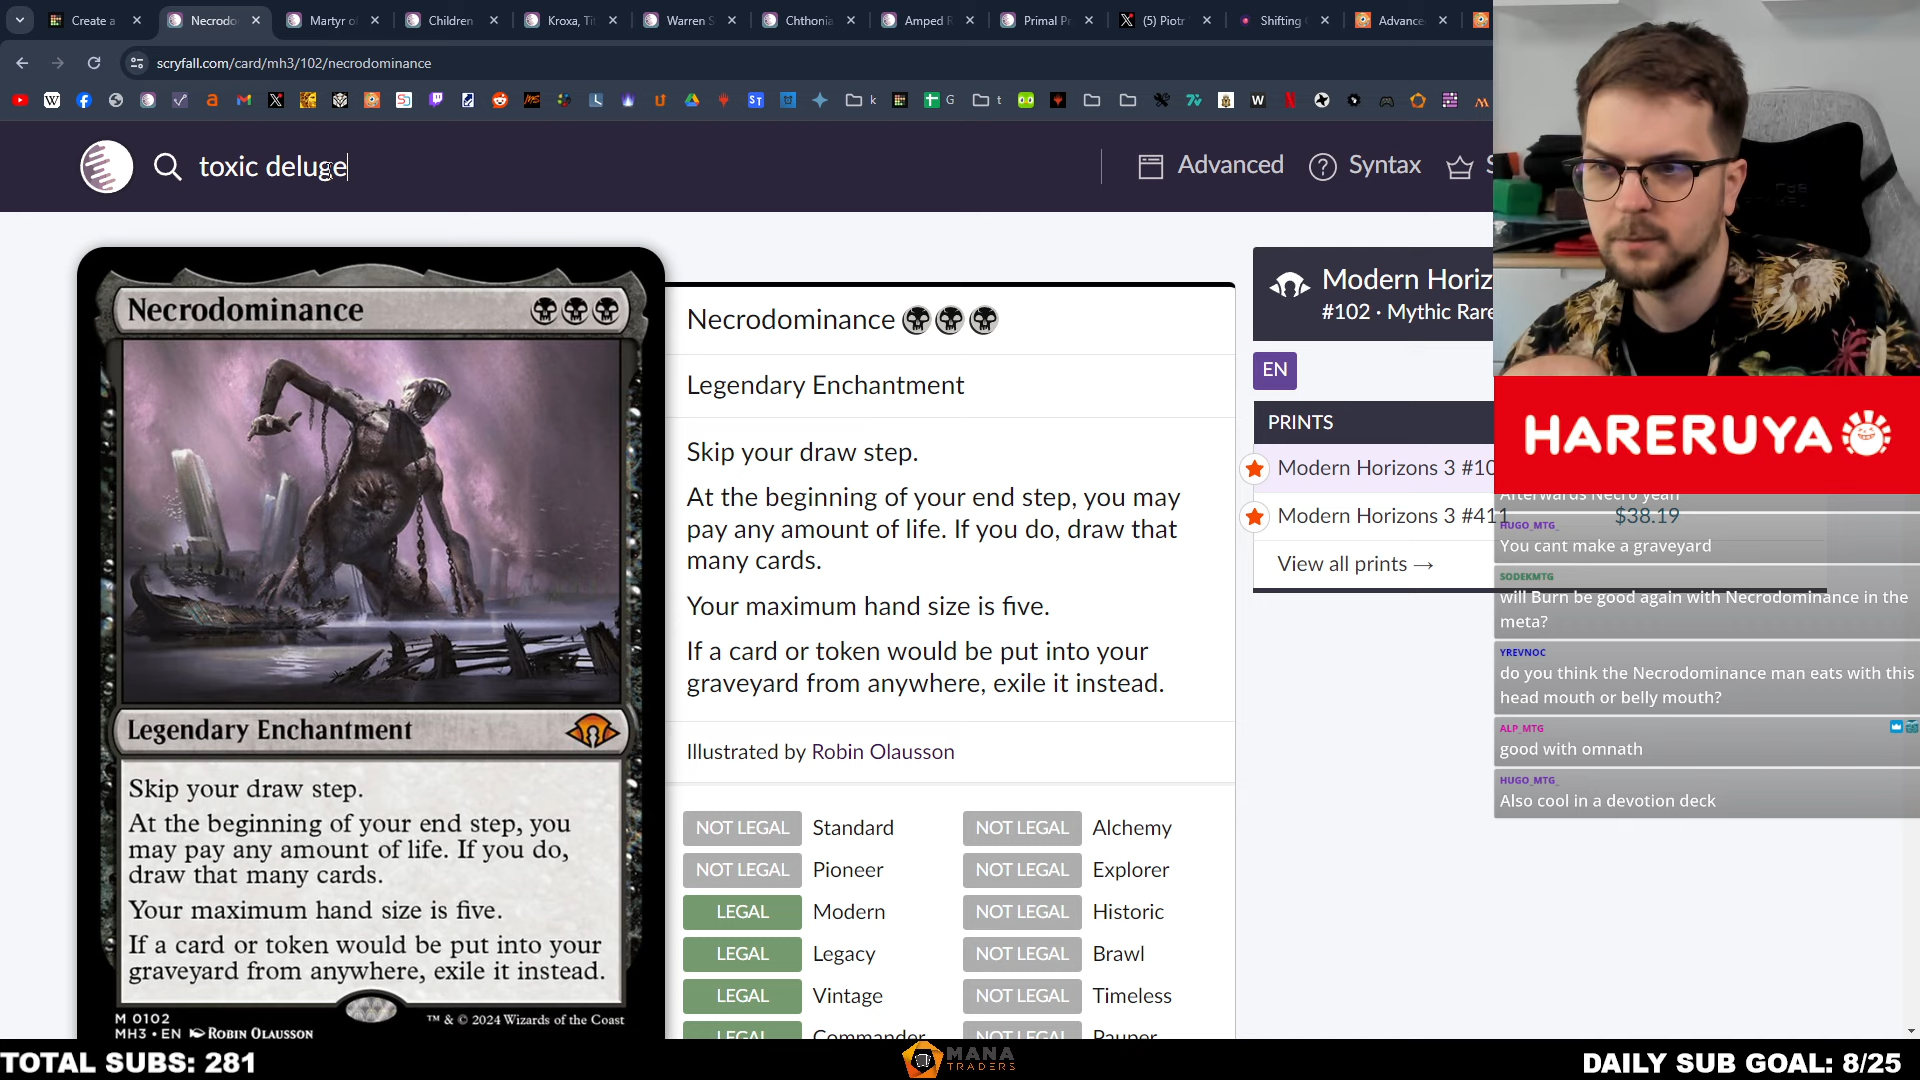 Create a
Necrodo
Martyr o
Children
Kroxa, Ti
Warren S
Chthonia
Amped R
Primal P
(5) Piotr
Shifting
Advance
scryfall.com/card/mh3/102/necrodominance
k
G
t
toxic deluge
Advanced
Syntax
S
Necrodominance
Legendary Enchantment
Skip your draw step.
At the beginning of your end step, you
may pay any amount of life. If you do,
draw that many cards.
Your maximum hand size is five.
If a card or token would be put into your
graveyard from anywhere, exile it instead.
M 0102
MH3 • EN ROBIN OLAUSSON
™ & © 2024 Wizards of the Coast
Necrodominance
Legendary Enchantment
Skip your draw step.
At the beginning of your end step, you may
pay any amount of life. If you do, draw that
many cards.
Your maximum hand size is five.
If a card or token would be put into your
graveyard from anywhere, exile it instead.
Illustrated by Robin Olausson
NOT LEGAL Standard NOT LEGAL Alchemy
NOT LEGAL Pioneer NOT LEGAL Explorer
LEGAL Modern NOT LEGAL Historic
LEGAL Legacy NOT LEGAL Brawl
LEGAL Vintage NOT LEGAL Timeless
LEGAL Commander NOT LEGAL Pauper
Modern Horiz
#102 · Mythic Rare
EN
PRINTS
Modern Horizons 3 #10
Modern Horizons 3 #411 $38.19
View all prints →
HARERUYA
Afterwards Necro yeah
HUGO_MTG_
You cant make a graveyard
SODEKMTG
will Burn be good again with Necrodominance in the
meta?
YREVNOC
do you think the Necrodominance man eats with this
head mouth or belly mouth?
ALP_MTG
good with omnath
HUGO_MTG_
Also cool in a devotion deck
TOTAL SUBS: 281
MANA
TRADERS
DAILY SUB GOAL: 8/25